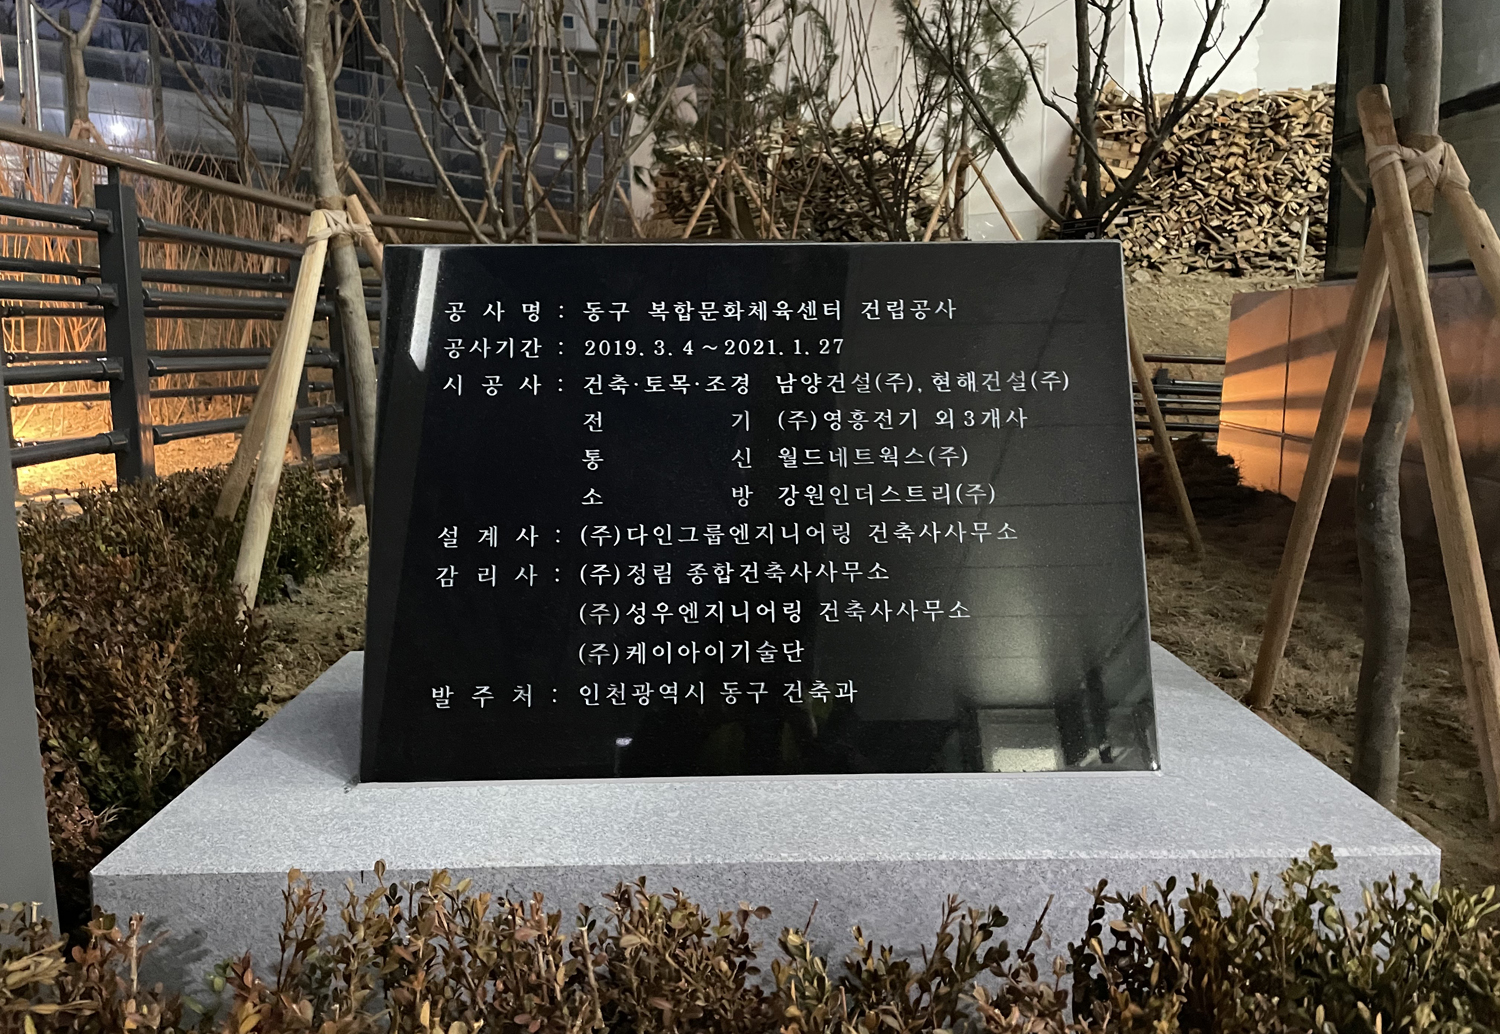 공 사 명 : 동구 복합문화체육센터 건립공사
공사기간 : 2019. 3. 4 ~ 2021. 1. 27
시 공 사 : 건축·토목·조경 남양건설(주), 현해건설(주)
전 기 (주)영흥전기 외 3개사
통 신 월드네트웍스(주)
소 방 강원인더스트리(주)
설 계 사 : (주)다인그룹엔지니어링 건축사사무소
감 리 사 : (주)정림 종합건축사사무소
(주)성우엔지니어링 건축사사무소
(주)케이아이기술단
발 주 처 : 인천광역시 동구 건축과